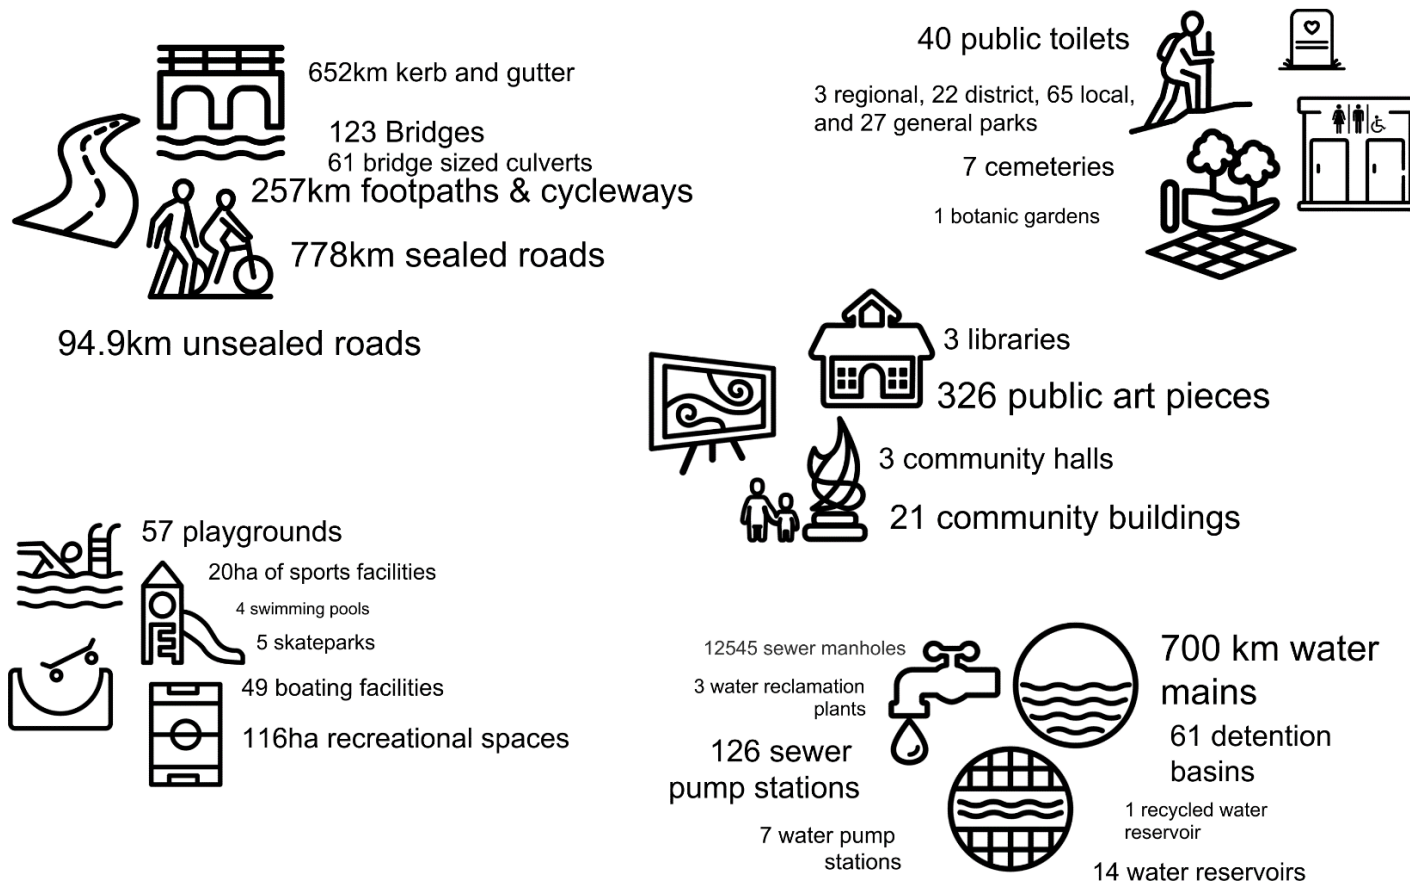 652km kerb and gutter
123 Bridges
61 bridge sized culverts
257km footpaths & cycleways
778km sealed roads
94.9km unsealed roads
40 public toilets
3 regional, 22 district, 65 local,
and 27 general parks
7 cemeteries
1 botanic gardens
3 libraries
326 public art pieces
3 community halls
21 community buildings
57 playgrounds
20ha of sports facilities
4 swimming pools
5 skateparks
49 boating facilities
116ha recreational spaces
12545 sewer manholes
3 water reclamation
plants
126 sewer
pump stations
7 water pump
stations
700 km water
mains
61 detention
basins
1 recycled water
reservoir
14 water reservoirs